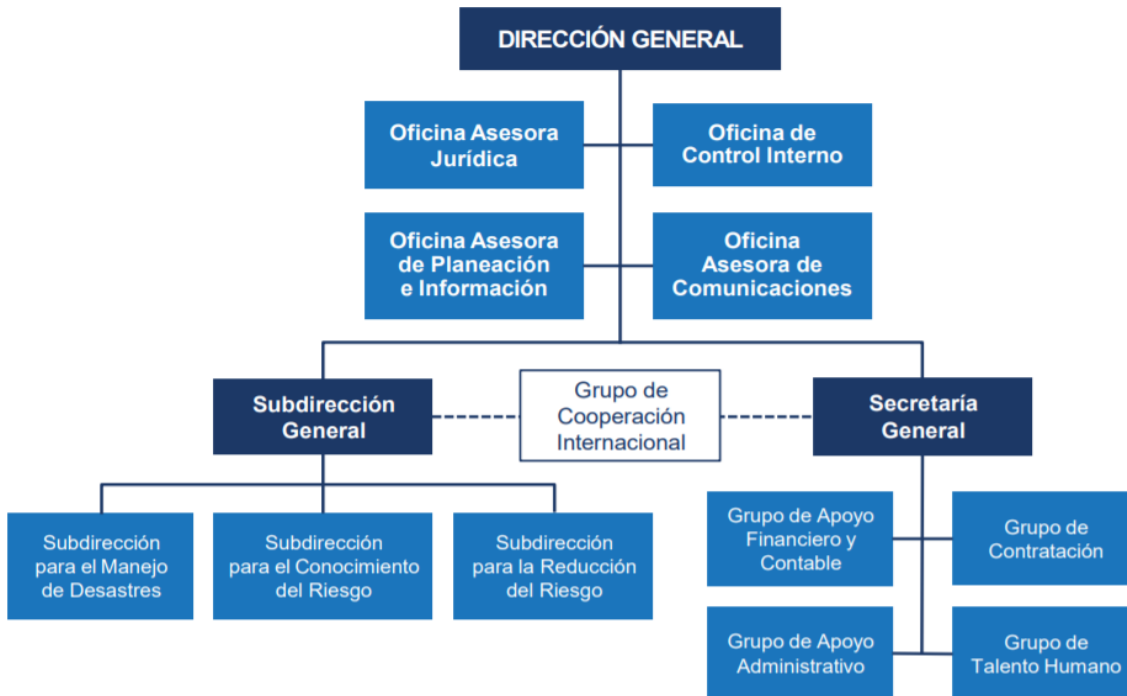 DIRECCIÓN GENERAL
Oficina Asesora
Jurídica
Oficina de
Control Interno
Oficina Asesora
de Planeación
e Información
Oficina
Asesora de
Comunicaciones
Subdirección
General
Grupo de
Cooperación
Internacional
Secretaría
General
Subdirección
para el Manejo
de Desastres
Subdirección
para el Conocimiento
del Riesgo
Subdirección
para la Reducción
del Riesgo
Grupo de Apoyo
Financiero y
Contable
Grupo de
Contratación
Grupo de Apoyo
Administrativo
Grupo de
Talento Humano